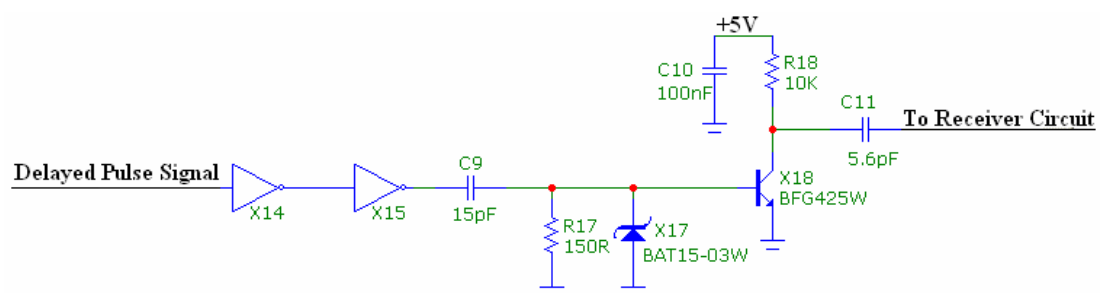 +5V
C10
100nF
R18
10K
C11
5.6pF
To Receiver Circuit
Delayed Pulse Signal
X14
X15
C9
15pF
R17
150R
X17
BAT15-03W
X18
BFG425W